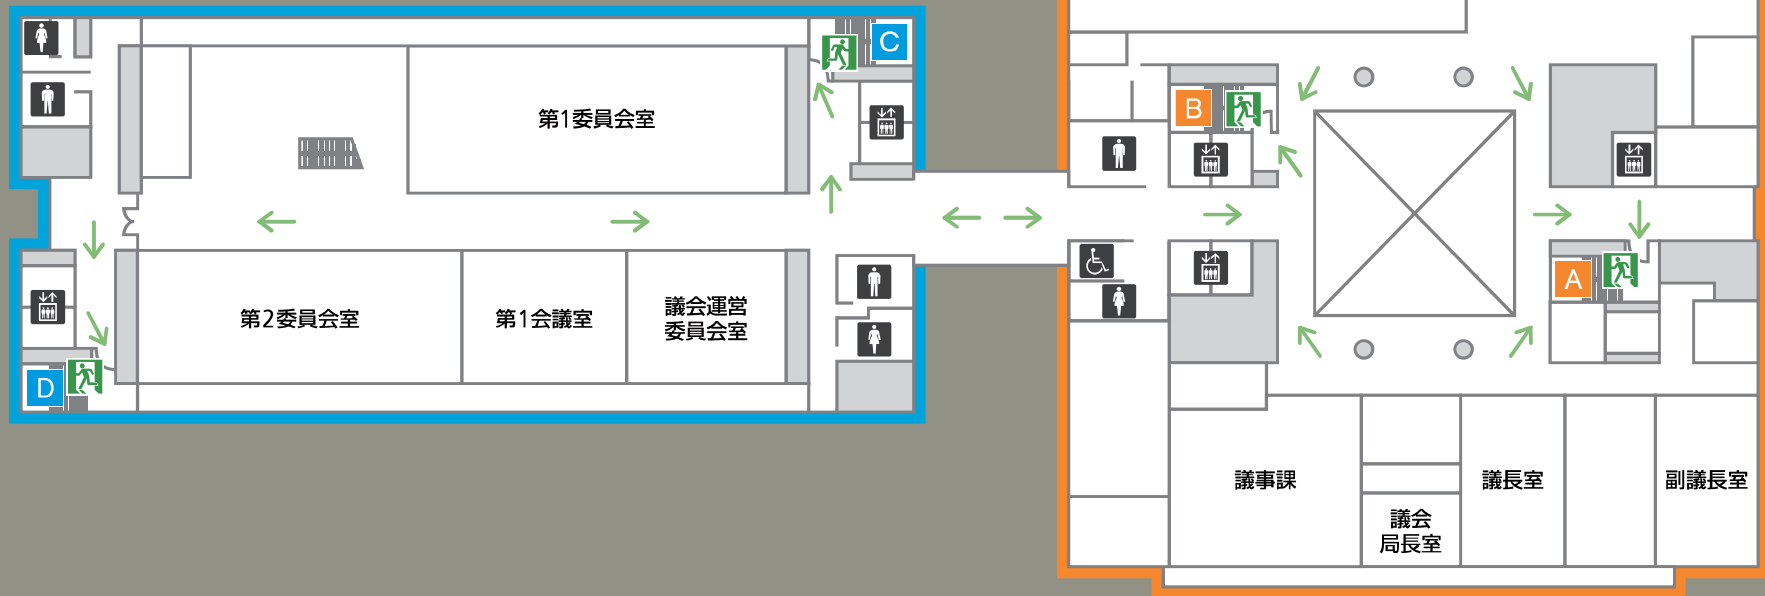 C
B
第1委員会室
A
第2委員会室
第1会議室
議会運営
委員会室
D
議事課
議会
局長室
議長室
副議長室